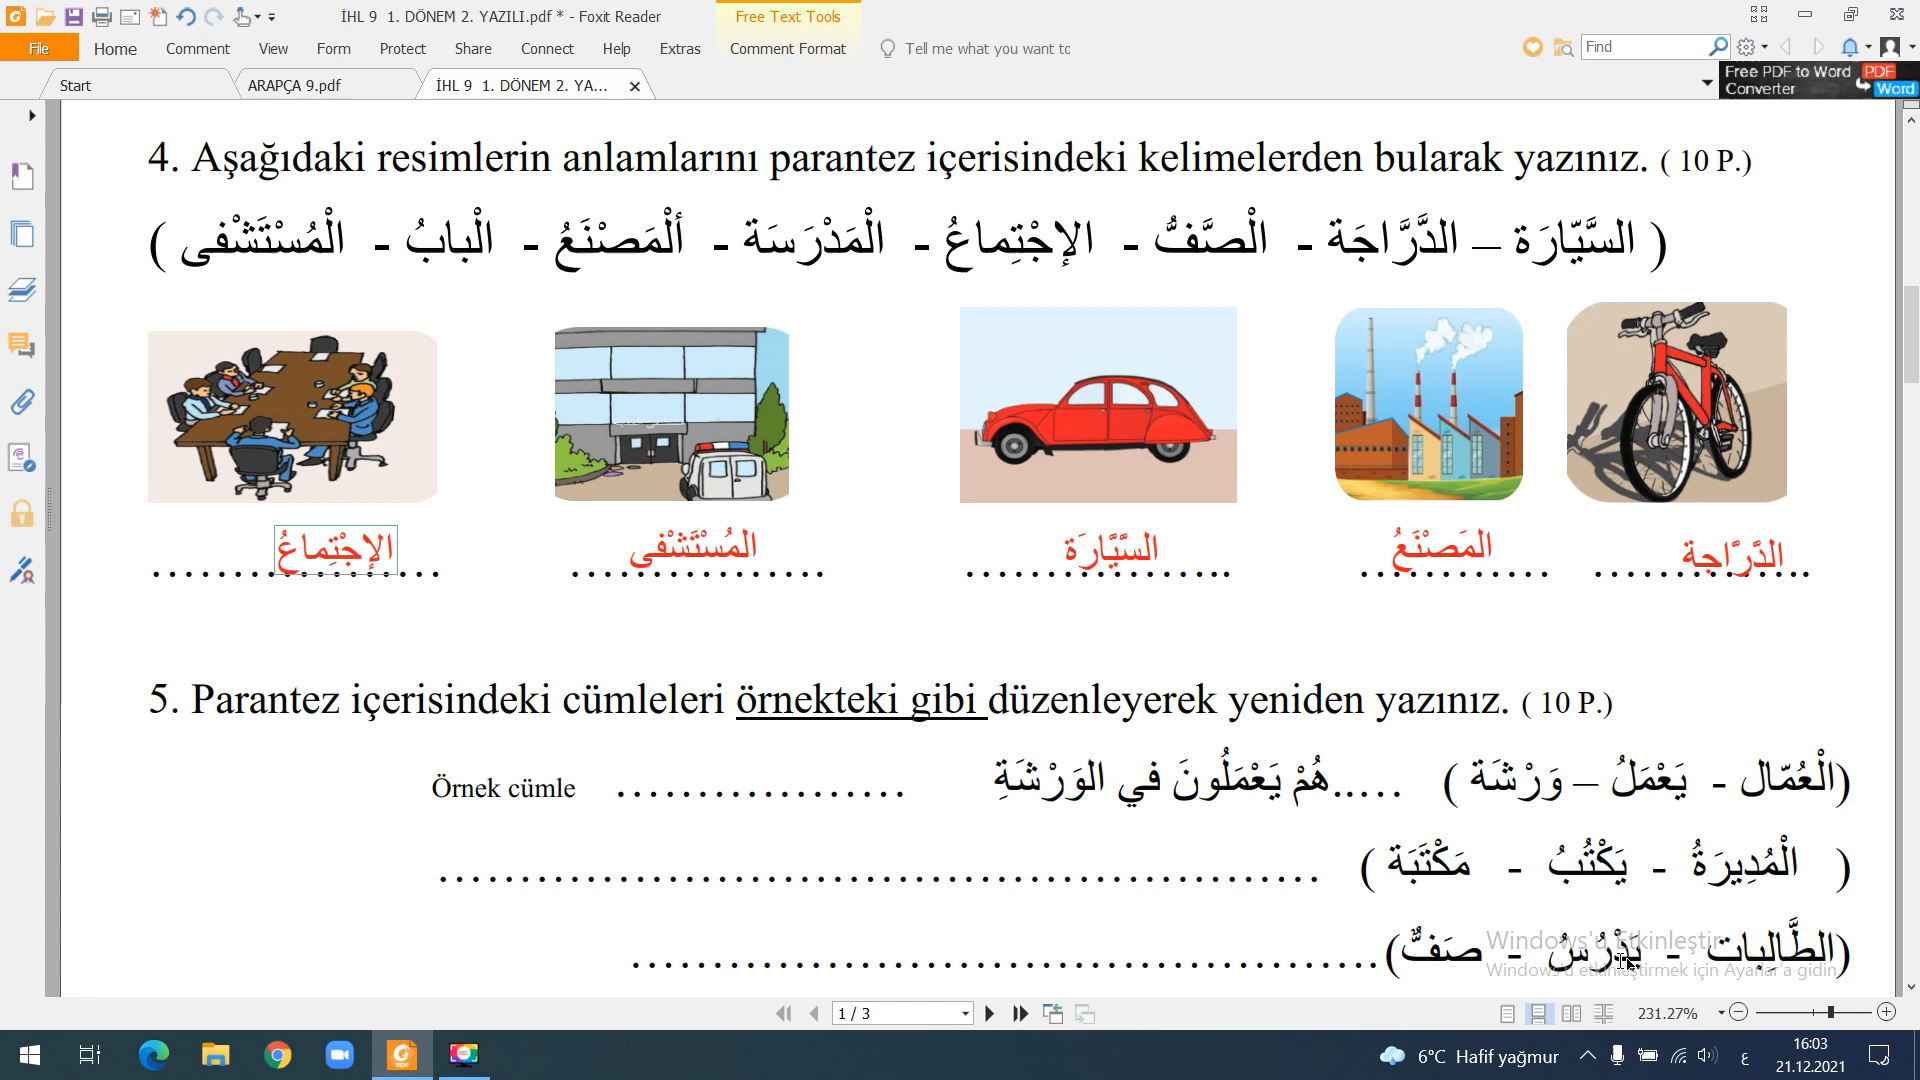 İHL 9 1. DÖNEM 2. YAZILI.pdf * - Foxit Reader
Free Text Tools
File Home Comment View Form Protect Share Connect Help Extras Comment Format Tell me what you want to
Find
Start
ARAPÇA 9.pdf
İHL 9 1. DÖNEM 2. YA...
Free PDF to Word Converter
PDF
Word
4. Aşağıdaki resimlerin anlamlarını parantez içerisindeki kelimelerden bularak yazınız. ( 10 P.)
( السَّيّارَة – الدَّرَّاجَة - الْصَّفُّ - الإجْتِماعُ - الْمَدْرَسَة - ألْمَصْنَعُ - الْبابُ - الْمُسْتَشْفى )
الإجْتِماعُ
المُسْتَشْفى
السَّيَّارَة
المَصْنَعُ
الدَّرَّاجة
5. Parantez içerisindeki cümleleri örnekteki gibi düzenleyerek yeniden yazınız. ( 10 P.)
(الْعُمّال - يَعْمَلُ – وَرْشَة ) …..هُمْ يَعْمَلُونَ في الوَرْشَةِ ……………… Örnek cümle
( الْمُدِيرَةُ - يَكْتُبُ - مَكْتَبَة ) ………………………………………………
(الطَّالِبات - يَدْرُسُ - صَفٌّ) ………………………………………
Windows'u Etkinleştir
Windows'u etkinleştirmek için Ayarlar'a gidin
1 / 3
231.27%
6°C Hafif yağmur
ع
16:03
21.12.2021